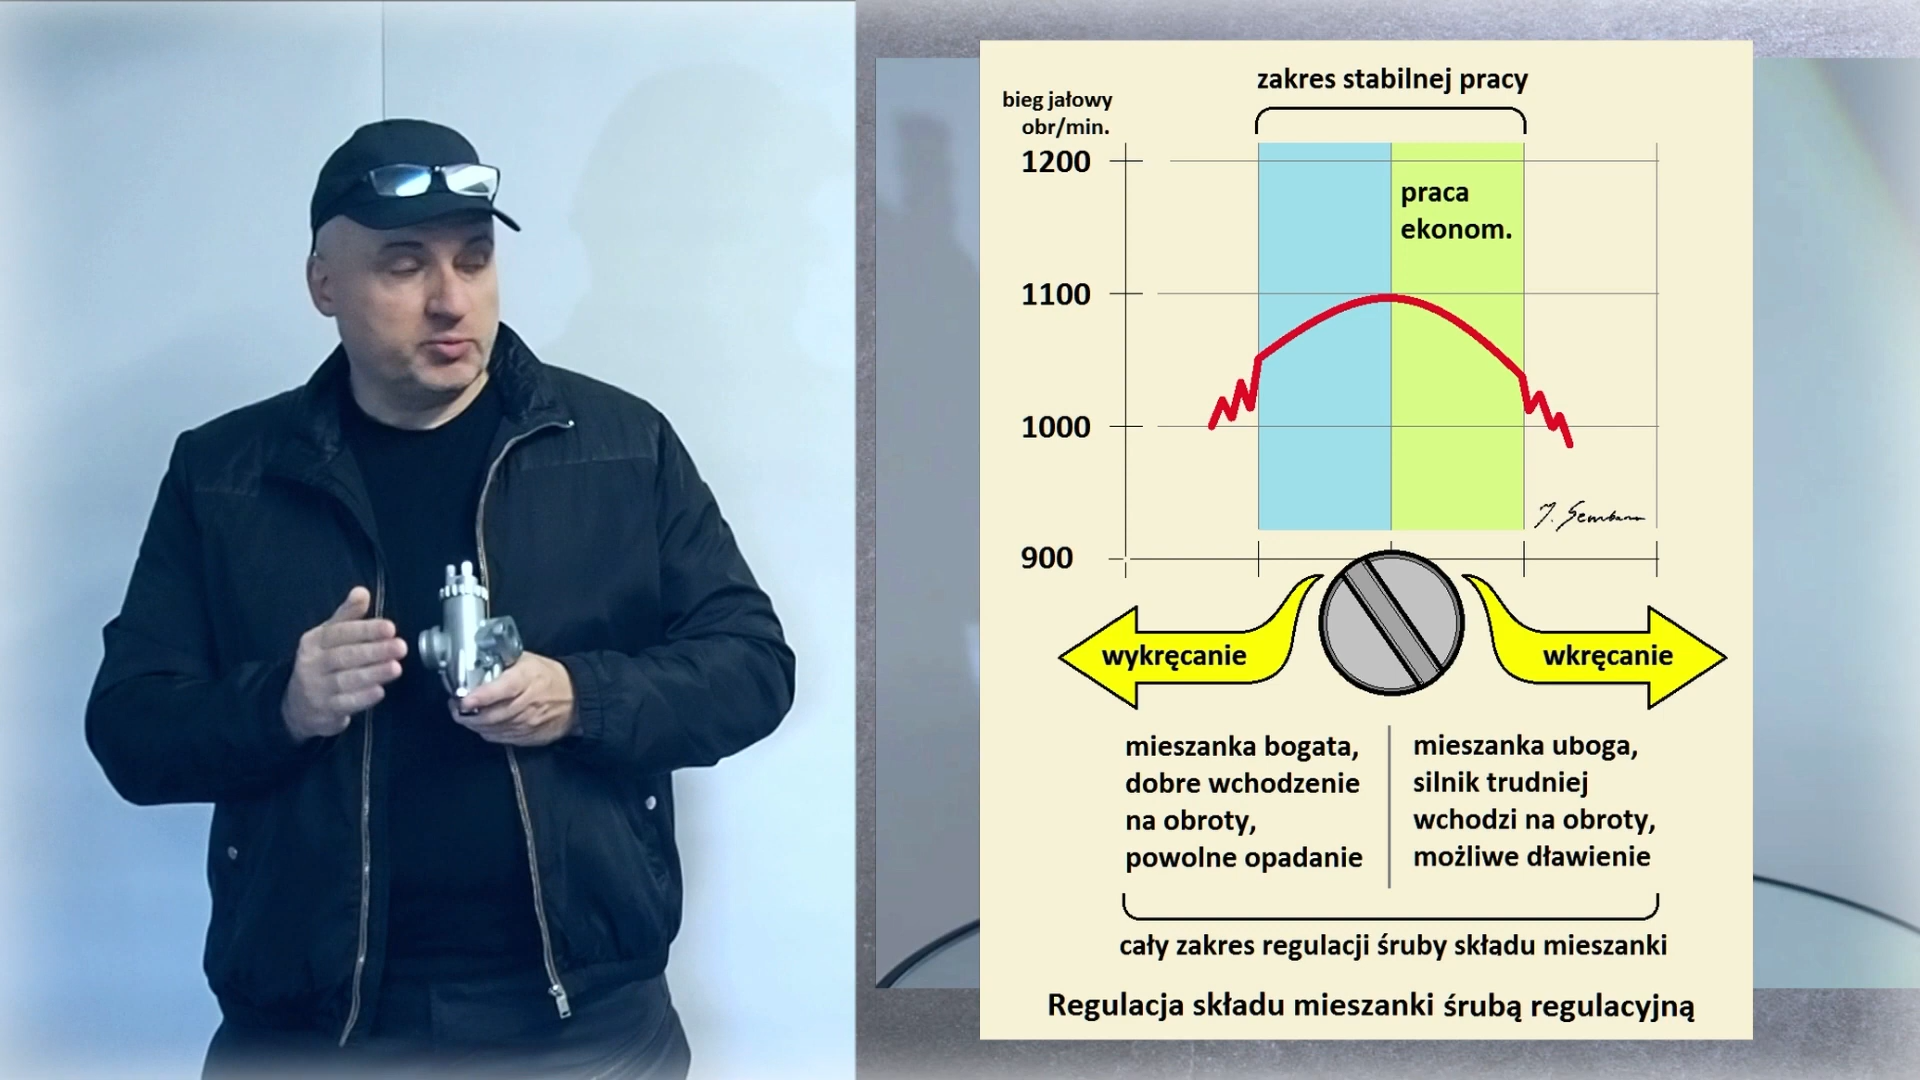 zakres stabilnej pracy
bieg jałowy
obr/min.
1200
praca
ekonom.
1100
1000
900
wykręcanie
wkręcanie
mieszanka bogata,
dobre wchodzenie
na obroty,
powolne opadanie
mieszanka uboga,
silnik trudniej
wchodzi na obroty,
możliwe dławienie
cały zakres regulacji śruby składu mieszanki
Regulacja składu mieszanki śrubą regulacyjną